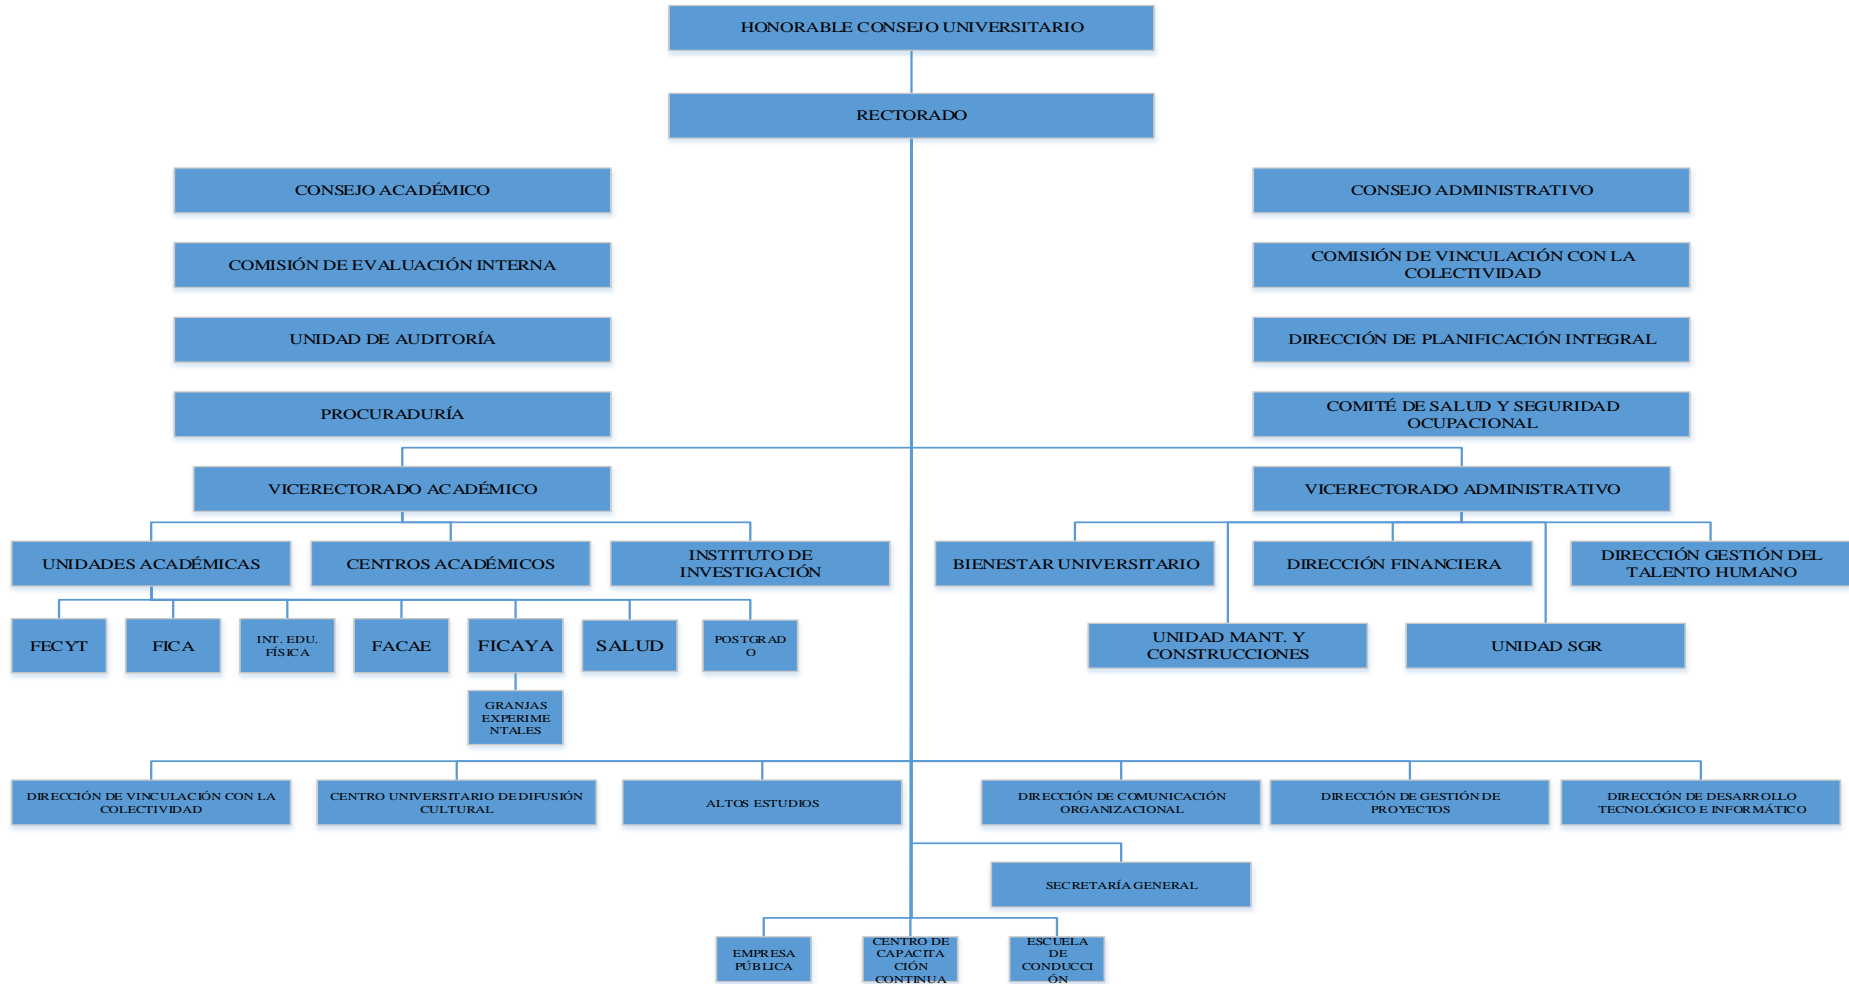 HONORABLE CONSEJO UNIVERSITARIO
RECTORADO
CONSEJO ACADÉMICO
CONSEJO ADMINISTRATIVO
COMISIÓN DE EVALUACIÓN INTERNA
COMISIÓN DE VINCULACIÓN CON LA
COLECTIVIDAD
UNIDAD DE AUDITORÍA
DIRECCIÓN DE PLANIFICACIÓN INTEGRAL
PROCURADURÍA
COMITÉ DE SALUD Y SEGURIDAD
OCUPACIONAL
VICERECTORADO ACADÉMICO
VICERECTORADO ADMINISTRATIVO
UNIDADES ACADÉMICAS
CENTROS ACADÉMICOS
INSTITUTO DE
INVESTIGACIÓN
BIENESTAR UNIVERSITARIO
DIRECCIÓN FINANCIERA
DIRECCIÓN GESTIÓN DEL
TALENTO HUMANO
FECYT
FICA
INT. EDU.
FÍSICA
FACAE
FICAYA
SALUD
POSTGRAD
O
UNIDAD MANT. Y
CONSTRUCCIONES
UNIDAD SGR
GRANJAS
EXPERIME
NTALES
DIRECCIÓN DE VINCULACIÓN CON LA
COLECTIVIDAD
CENTRO UNIVERSITARIO DE DIFUSIÓN
CULTURAL
ALTOS ESTUDIOS
DIRECCIÓN DE COMUNICACIÓN
ORGANIZACIONAL
DIRECCIÓN DE GESTIÓN DE
PROYECTOS
DIRECCIÓN DE DESARROLLO
TECNOLÓGICO E INFORMÁTICO
SECRETARÍA GENERAL
EMPRESA
PÚBLICA
CENTRO DE
CAPACITA
CIÓN
CONTINUA
ESCUELA
DE
CONDUCCI
ÓN